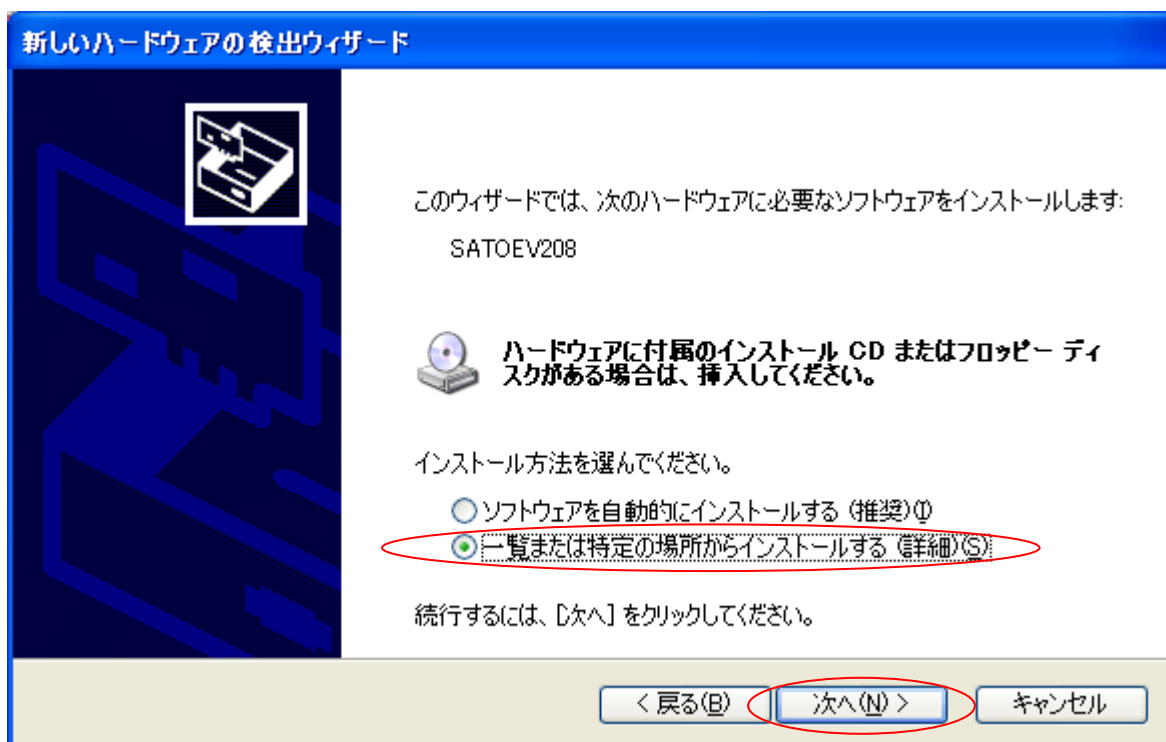 新しいハードウェアの検出ウィザード
このウィザードでは、次のハードウェアに必要なソフトウェアをインストールします:
SATOEV208
ハードウェアに付属のインストール CD またはフロッピー ディ
スクがある場合は、挿入してください。
インストール方法を選んでください。
ソフトウェアを自動的にインストールする (推奨)(I)
一覧または特定の場所からインストールする (詳細)(S)
続行するには、[次へ] をクリックしてください。
< 戻る(B) 次へ(N) > キャンセル